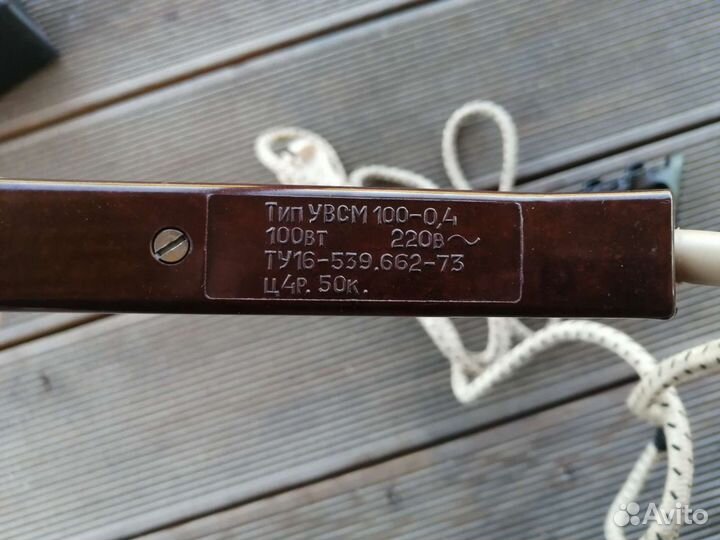 Тип УВСМ 100-0,4
100вт 220в~
ТУ16-539.662-73
Ц4р. 50к.
Avito